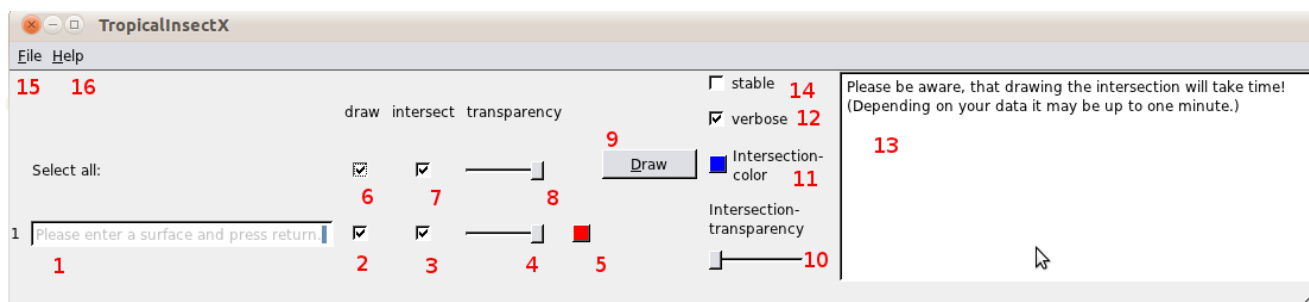 TropicalInsectX
File Help
15 16
draw intersect transparency
Select all:
6 7 8
9
Draw
1 Please enter a surface and press return.
1 2 3 4 5
stable 14
verbose 12
Intersection-
color 11
Intersection-
transparency
10
Please be aware, that drawing the intersection will take time!
(Depending on your data it may be up to one minute.)
13